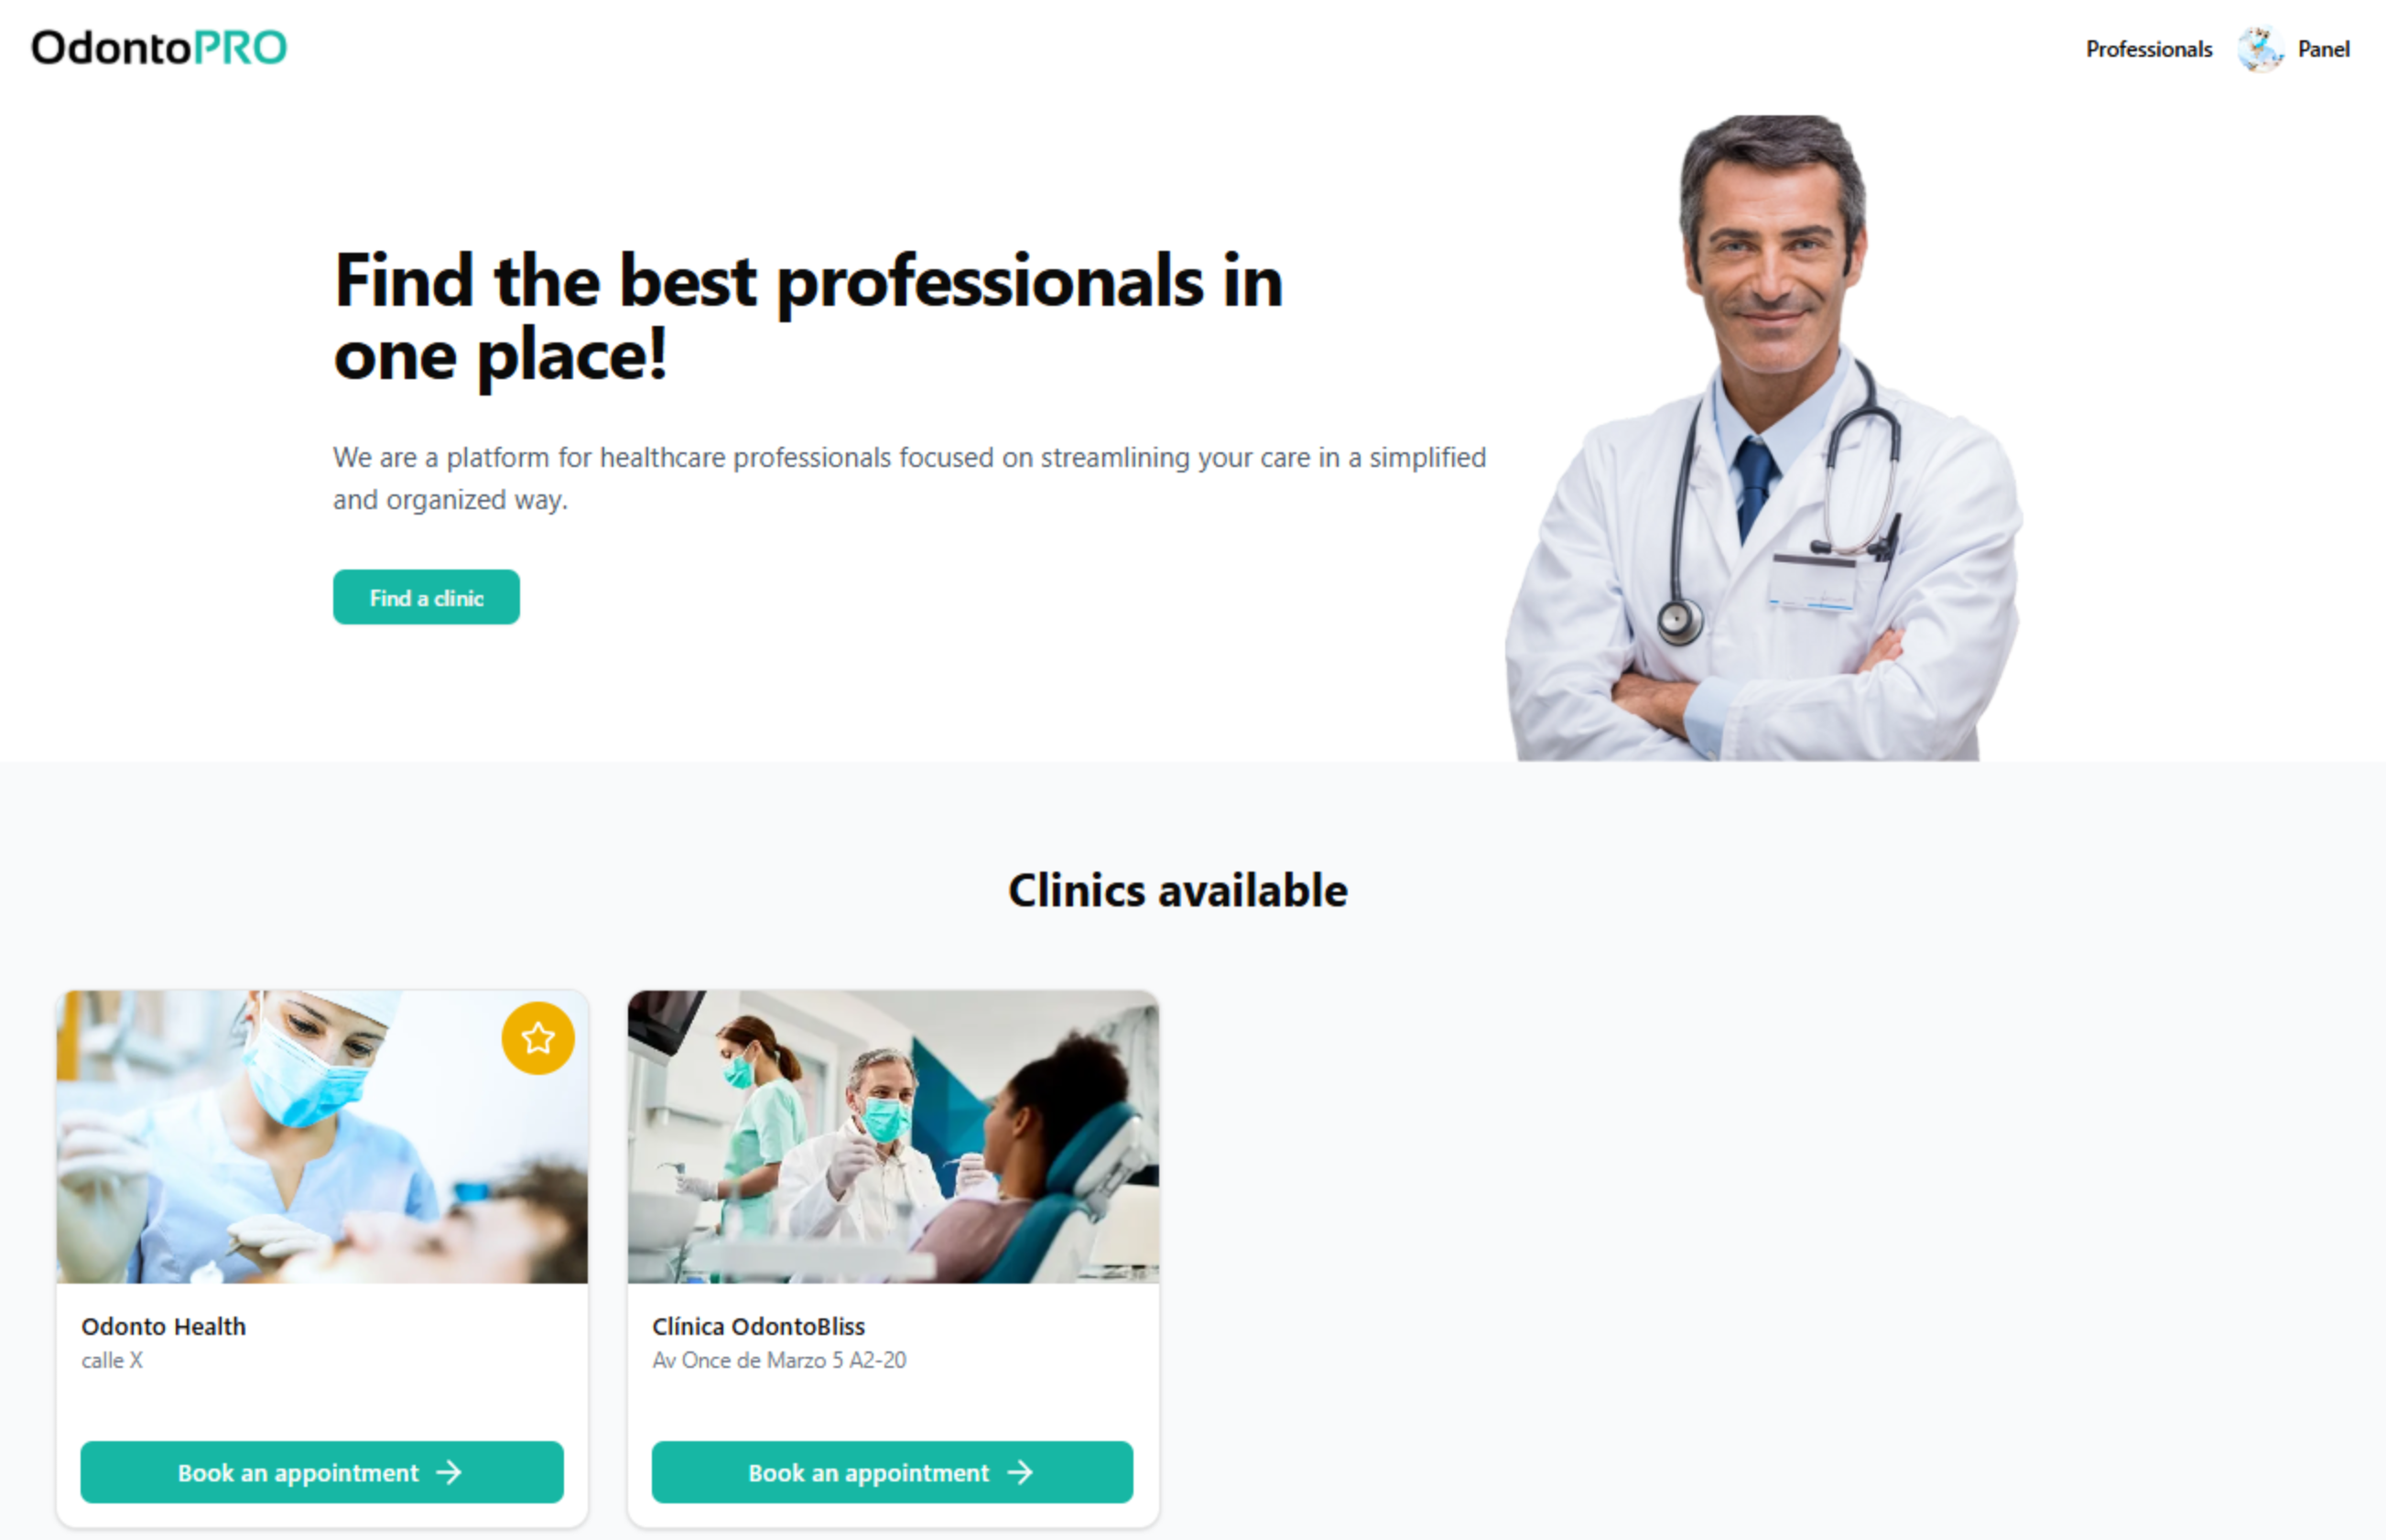 OdontoPRO
Professionals
Panel
Find the best professionals in
one place!
We are a platform for healthcare professionals focused on streamlining your care in a simplified
and organized way.
Find a clinic
Clinics available
Odonto Health
calle X
Book an appointment
Clínica OdontoBliss
Av Once de Marzo 5 A2-20
Book an appointment